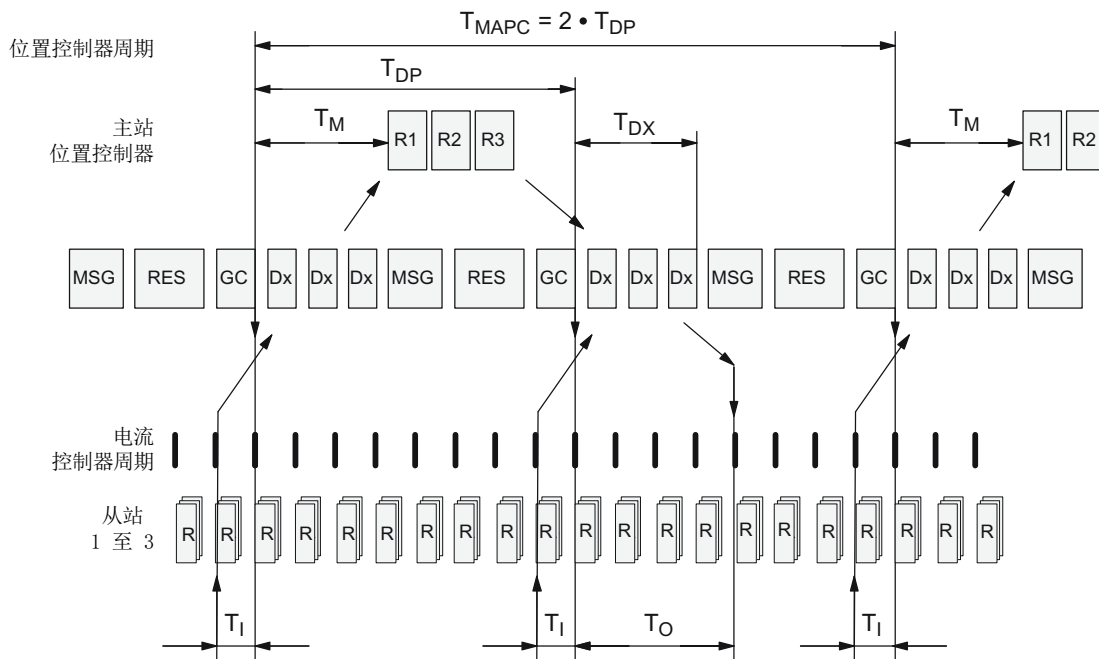 T_MAPC = 2 • T_DP
位置控制器周期
T_DP
主站
位置控制器
T_M
R1 R2 R3
T_DX
T_M
R1 R2
MSG RES GC Dx Dx Dx MSG RES GC Dx Dx Dx MSG RES GC Dx Dx Dx MSG
电流
控制器周期
从站
1 至 3
R R R R R R R R R R R R R R R R R R R R R
T_I T_I T_O T_I